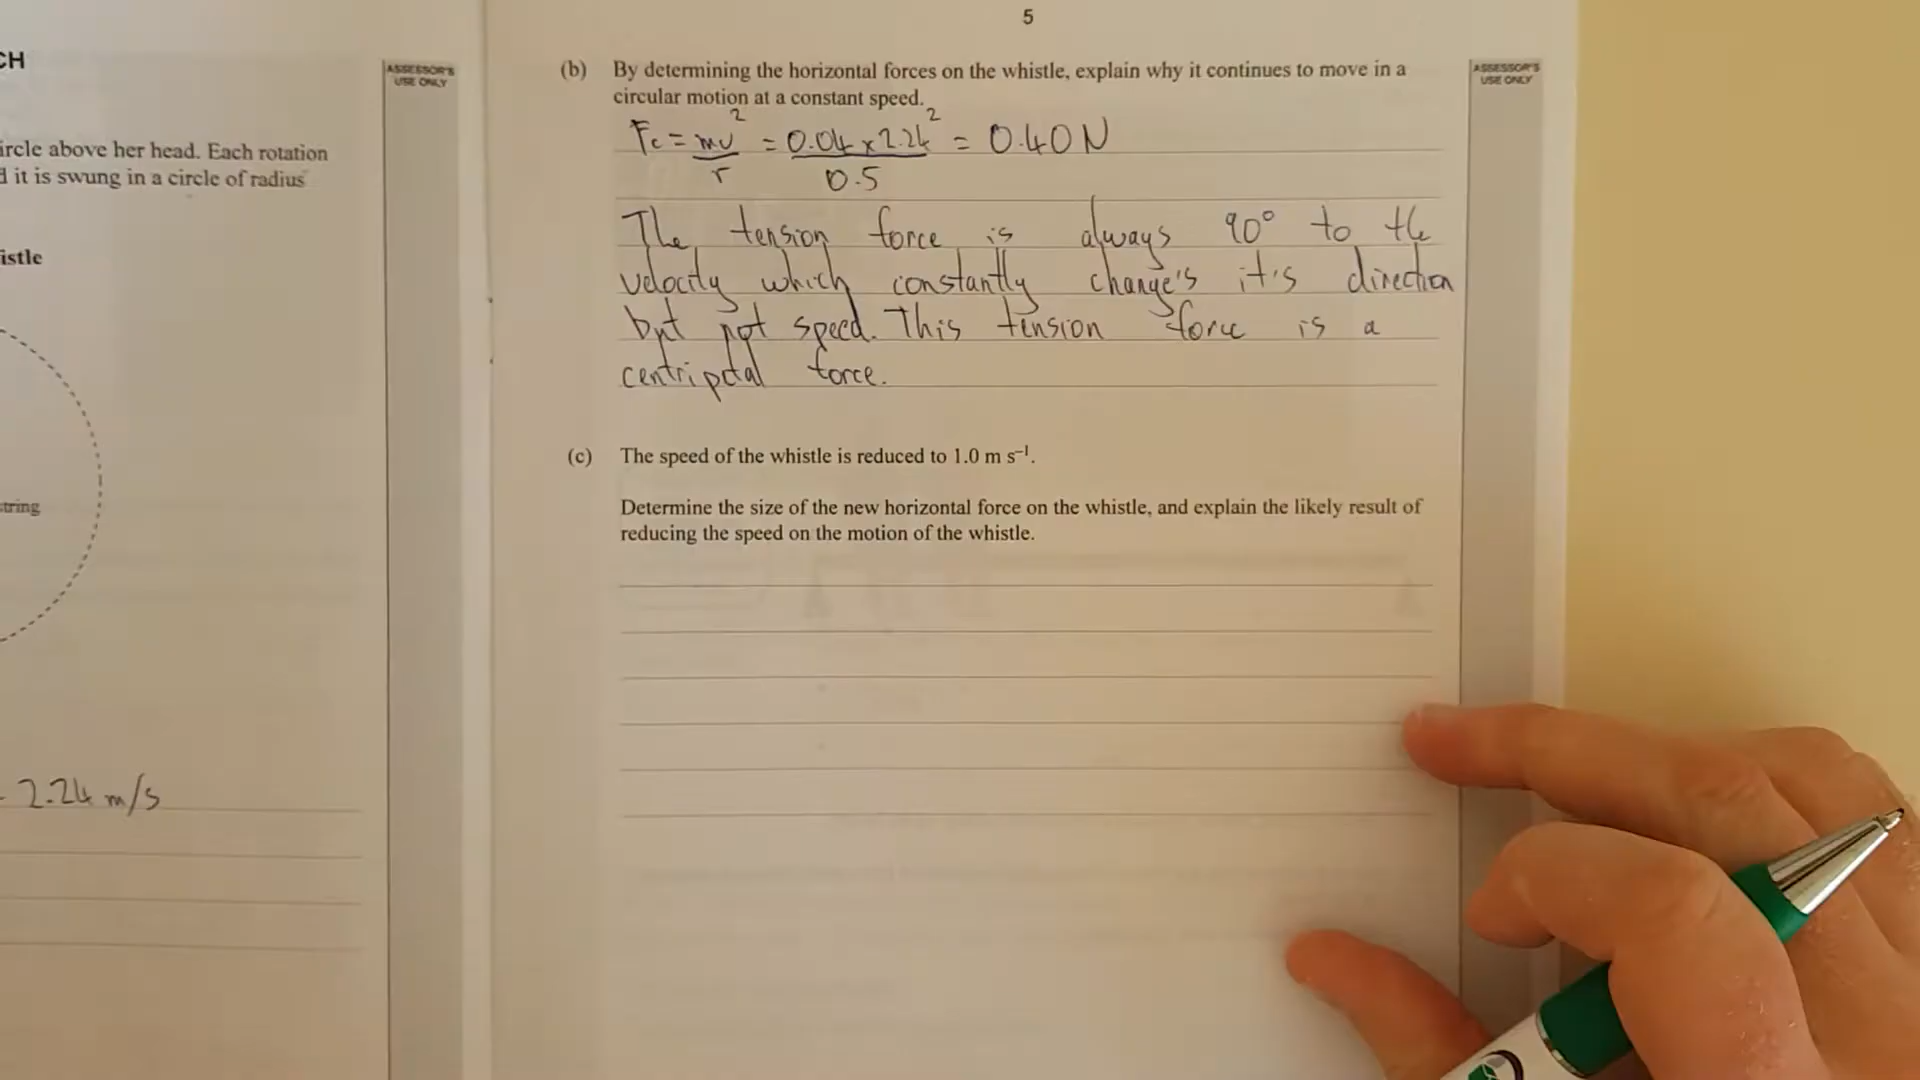 5
CH
ASSESSOR'S
USE ONLY
ircle above her head. Each rotation
d it is swung in a circle of radius
istle
tring
- 2.24 m/s
(b) By determining the horizontal forces on the whistle, explain why it continues to move in a
circular motion at a constant speed.
Fc = mv² / r = 0.04 x 2.24² / 0.5 = 0.40 N
The tension force is always 90° to the
velocity which constantly change's it's direction
but not speed. This tension force is a
centripetal force.
(c) The speed of the whistle is reduced to 1.0 m s⁻¹.
Determine the size of the new horizontal force on the whistle, and explain the likely result of
reducing the speed on the motion of the whistle.
ASSESSOR'S
USE ONLY